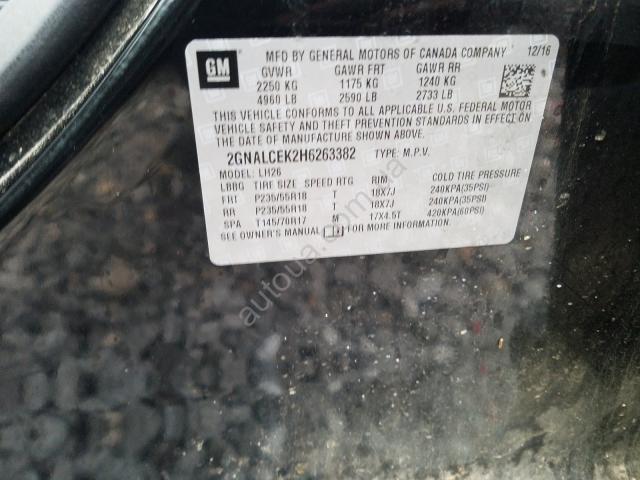 GM
MFD BY GENERAL MOTORS OF CANADA COMPANY 12/16
GVWR GAWR FRT GAWR RR
2250 KG 1175 KG 1240 KG
4960 LB 2590 LB 2733 LB
THIS VEHICLE CONFORMS TO ALL APPLICABLE U.S. FEDERAL MOTOR
VEHICLE SAFETY AND THEFT PREVENTION STANDARDS IN EFFECT ON
THE DATE OF MANUFACTURE SHOWN ABOVE.
2GNALCEK2H6263382 TYPE: M.P.V.
MODEL: LH26
LBBG TIRE SIZE SPEED RTG RIM COLD TIRE PRESSURE
FRT P235/55R18 T 18X7J 240KPA(35PSI)
RR P235/55R18 T 18X7J 240KPA(35PSI)
SPA T145/70R17 M 17X4.5T 420KPA(60PSI)
SEE OWNER'S MANUAL FOR MORE INFORMATION.
autoua.com.ua